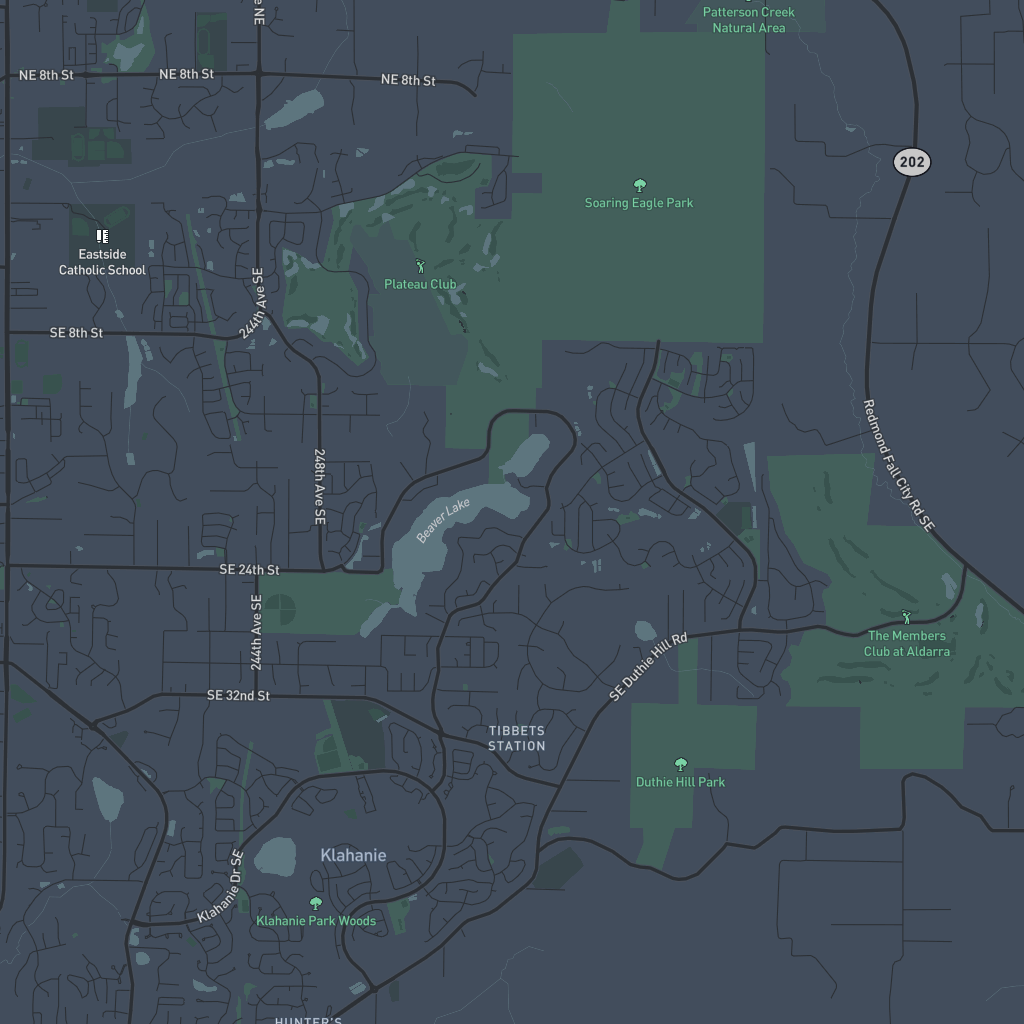 Patterson Creek
Natural Area
NE 8th St
NE 8th St
NE 8th St
202
Soaring Eagle Park
Eastside
Catholic School
Plateau Club
244th Ave SE
SE 8th St
Redmond Fall City Rd SE
248th Ave SE
Beaver Lake
SE 24th St
244th Ave SE
The Members
Club at Aldarra
SE Duthie Hill Rd
SE 32nd St
TIBBETS
STATION
Duthie Hill Park
Klahanie
Klahanie Dr SE
Klahanie Park Woods
HUNTER'S